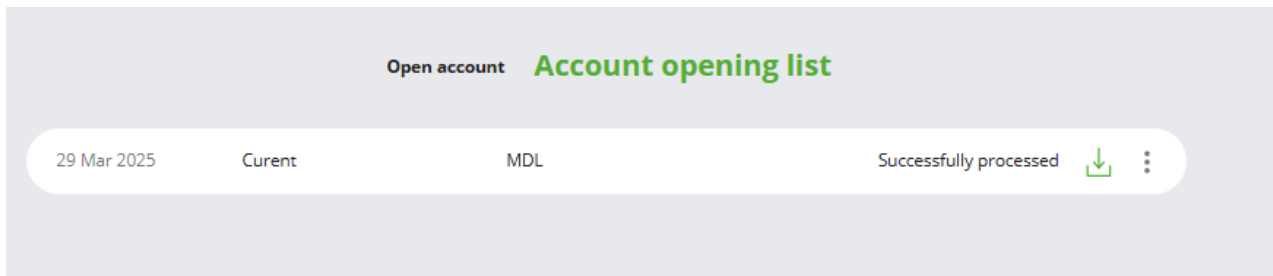 Open account Account opening list
29 Mar 2025 Curent MDL Successfully processed